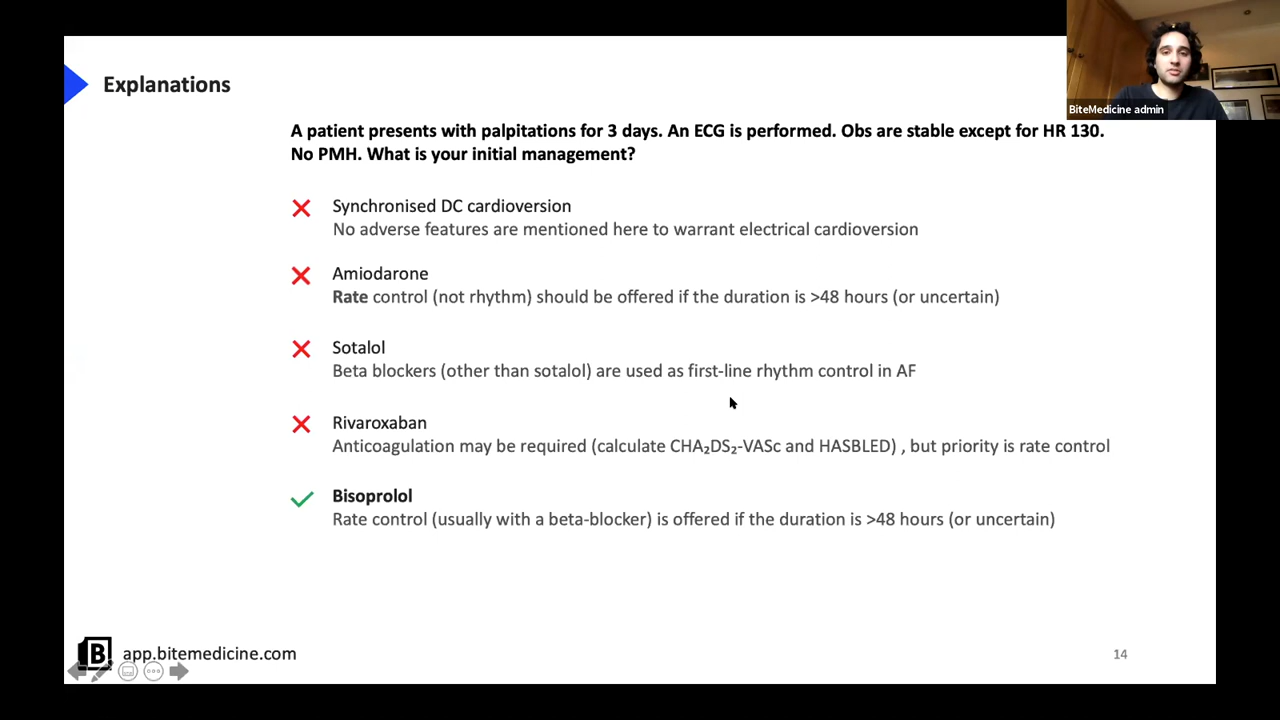 BiteMedicine admin
Explanations
A patient presents with palpitations for 3 days. An ECG is performed. Obs are stable except for HR 130.
No PMH. What is your initial management?
Synchronised DC cardioversion
No adverse features are mentioned here to warrant electrical cardioversion
Amiodarone
Rate control (not rhythm) should be offered if the duration is >48 hours (or uncertain)
Sotalol
Beta blockers (other than sotalol) are used as first-line rhythm control in AF
Rivaroxaban
Anticoagulation may be required (calculate CHA₂DS₂-VASc and HASBLED) , but priority is rate control
Bisoprolol
Rate control (usually with a beta-blocker) is offered if the duration is >48 hours (or uncertain)
B app.bitemedicine.com
14